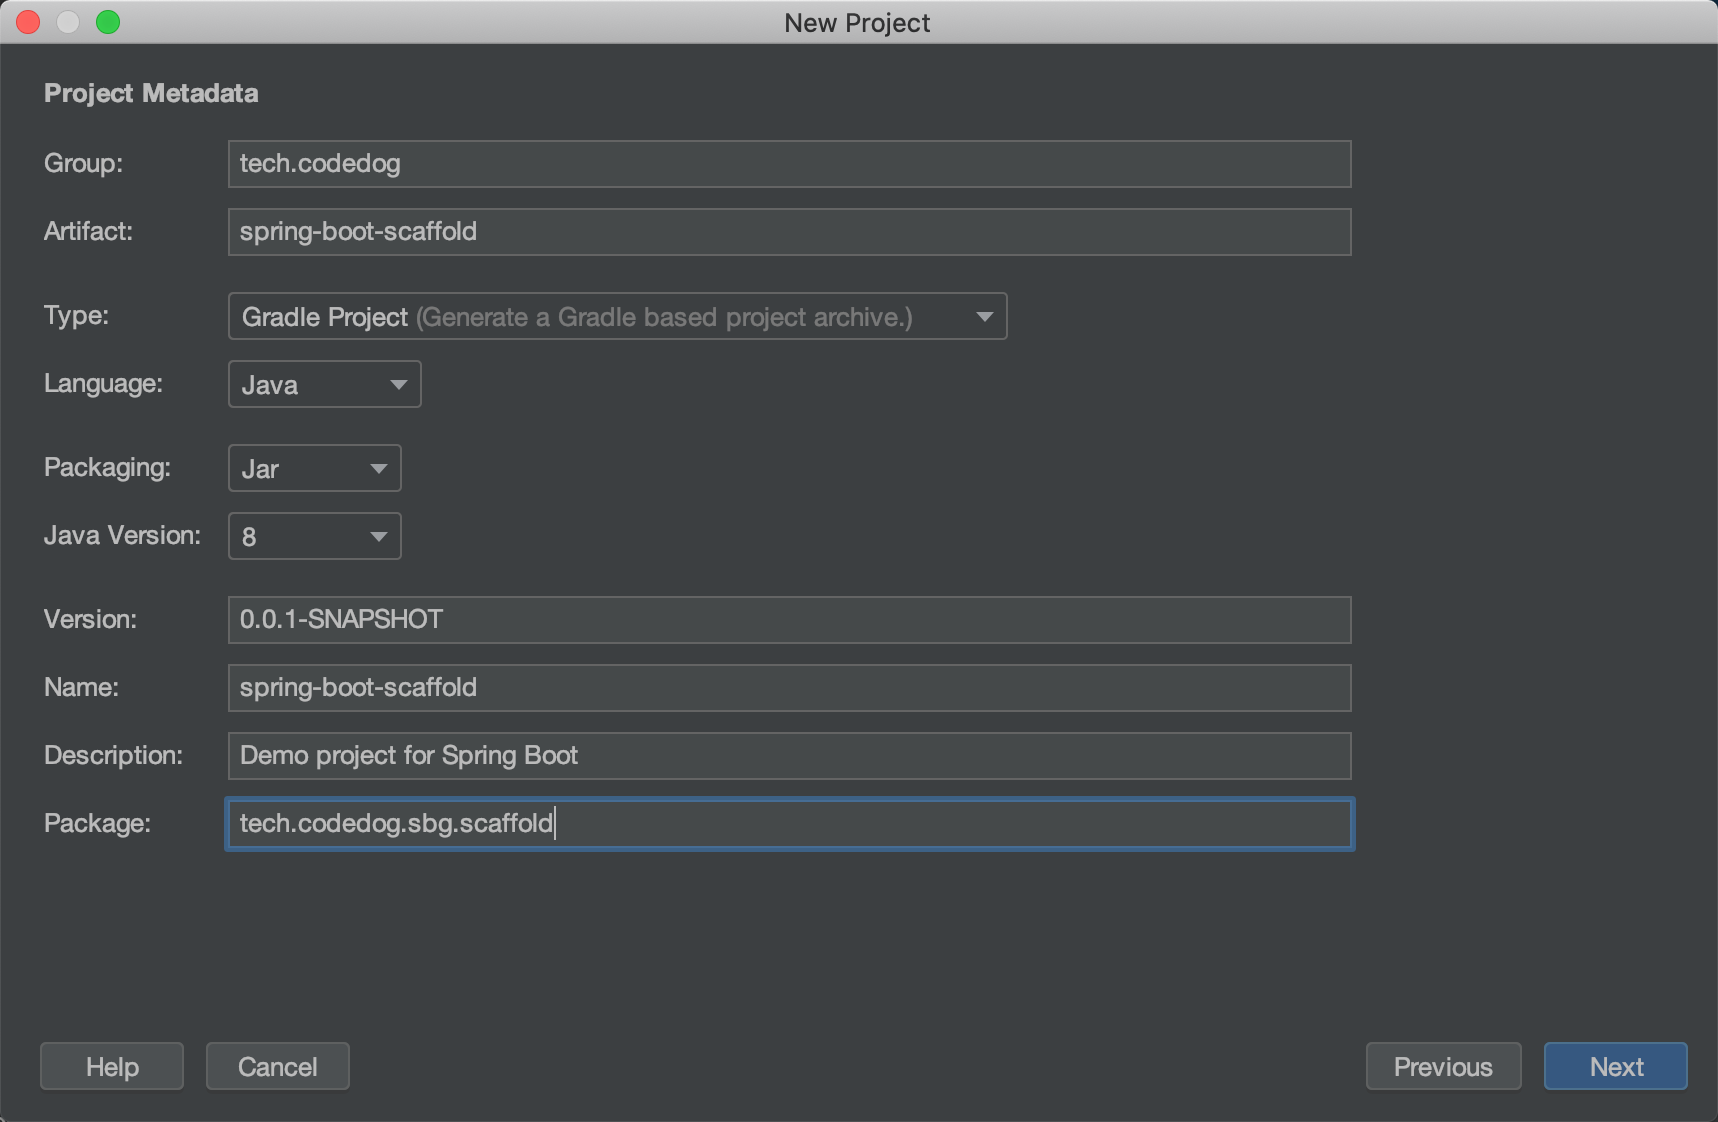 New Project
Project Metadata
Group: tech.codedog
Artifact: spring-boot-scaffold
Type: Gradle Project (Generate a Gradle based project archive.)
Language: Java
Packaging: Jar
Java Version: 8
Version: 0.0.1-SNAPSHOT
Name: spring-boot-scaffold
Description: Demo project for Spring Boot
Package: tech.codedog.sbg.scaffold
Help Cancel Previous Next